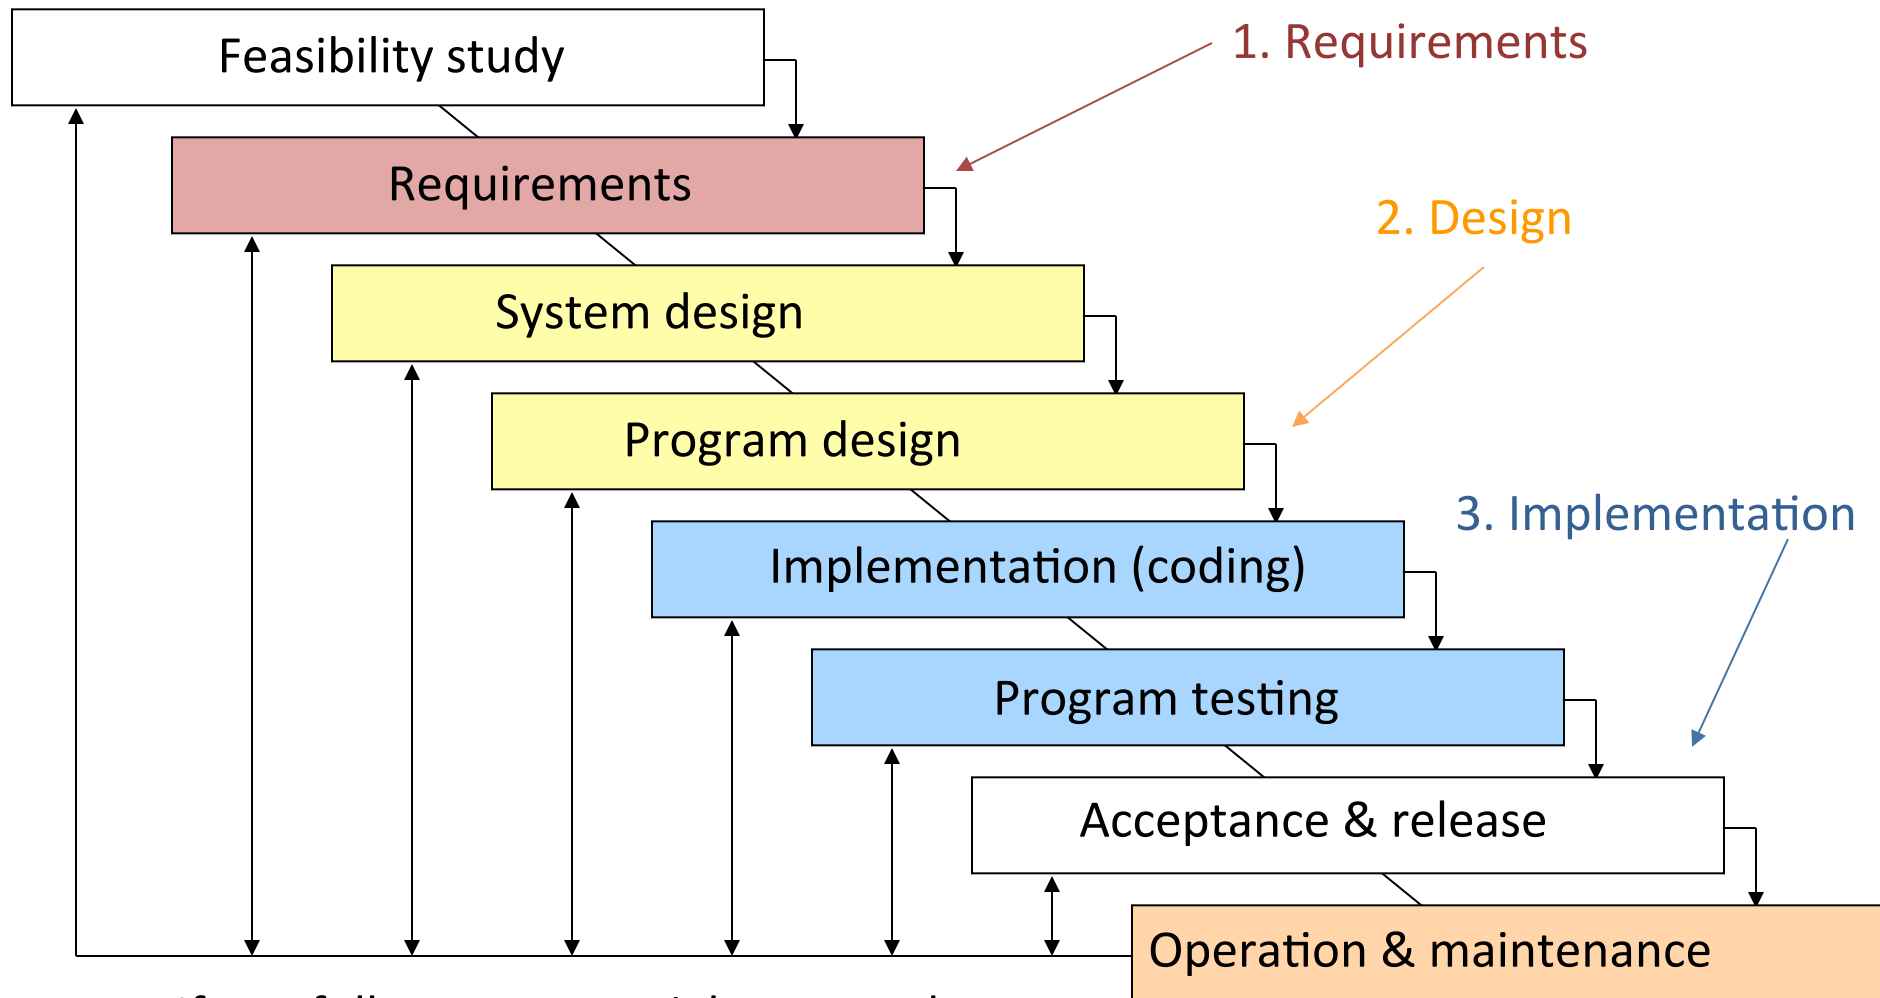 Feasibility study
1. Requirements
Requirements
2. Design
System design
Program design
3. Implementation
Implementation (coding)
Program testing
Acceptance & release
Operation & maintenance